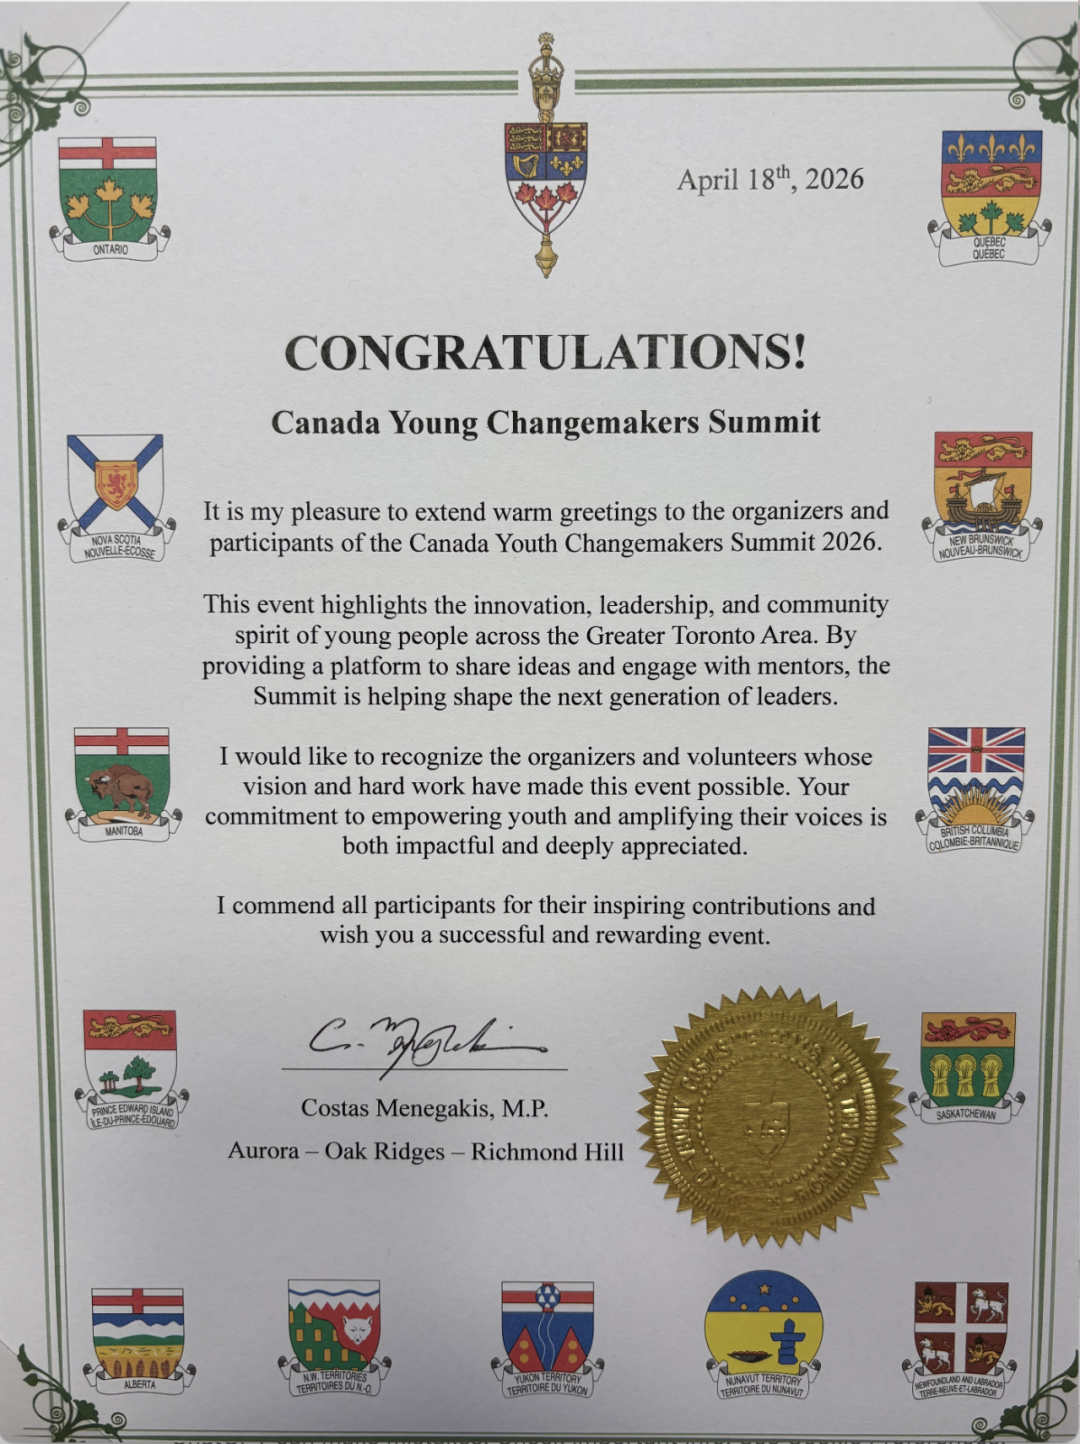 April 18th, 2026
ONTARIO
QUÉBEC
QUÉBEC
CONGRATULATIONS!
Canada Young Changemakers Summit
NOVA SCOTIA
NOUVELLE-ÉCOSSE
NEW BRUNSWICK
NOUVEAU-BRUNSWICK
It is my pleasure to extend warm greetings to the organizers and
participants of the Canada Youth Changemakers Summit 2026.
This event highlights the innovation, leadership, and community
spirit of young people across the Greater Toronto Area. By
providing a platform to share ideas and engage with mentors, the
Summit is helping shape the next generation of leaders.
MANITOBA
BRITISH COLUMBIA
COLOMBIE-BRITANNIQUE
I would like to recognize the organizers and volunteers whose
vision and hard work have made this event possible. Your
commitment to empowering youth and amplifying their voices is
both impactful and deeply appreciated.
I commend all participants for their inspiring contributions and
wish you a successful and rewarding event.
PRINCE EDWARD ISLAND
ÎLE-DU-PRINCE-ÉDOUARD
SASKATCHEWAN
C. Menegakis
Costas Menegakis, M.P.
Aurora – Oak Ridges – Richmond Hill
ALBERTA
N.W. TERRITORIES
TERRITOIRES DU N.-O.
YUKON TERRITORY
TERRITOIRE DU YUKON
NUNAVUT TERRITORY
TERRITOIRE DU NUNAVUT
NEWFOUNDLAND AND LABRADOR
TERRE-NEUVE-ET-LABRADOR